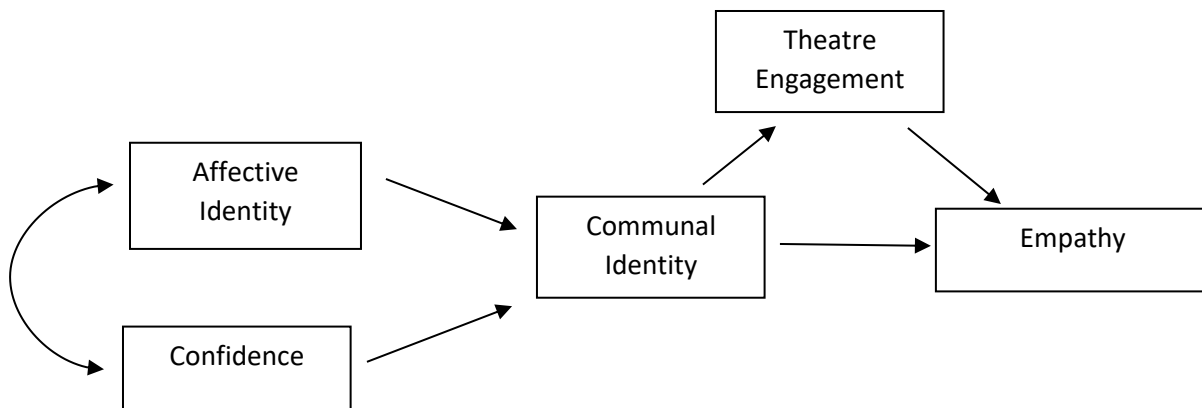 Theatre
Engagement
Affective
Identity
Communal
Identity
Empathy
Confidence